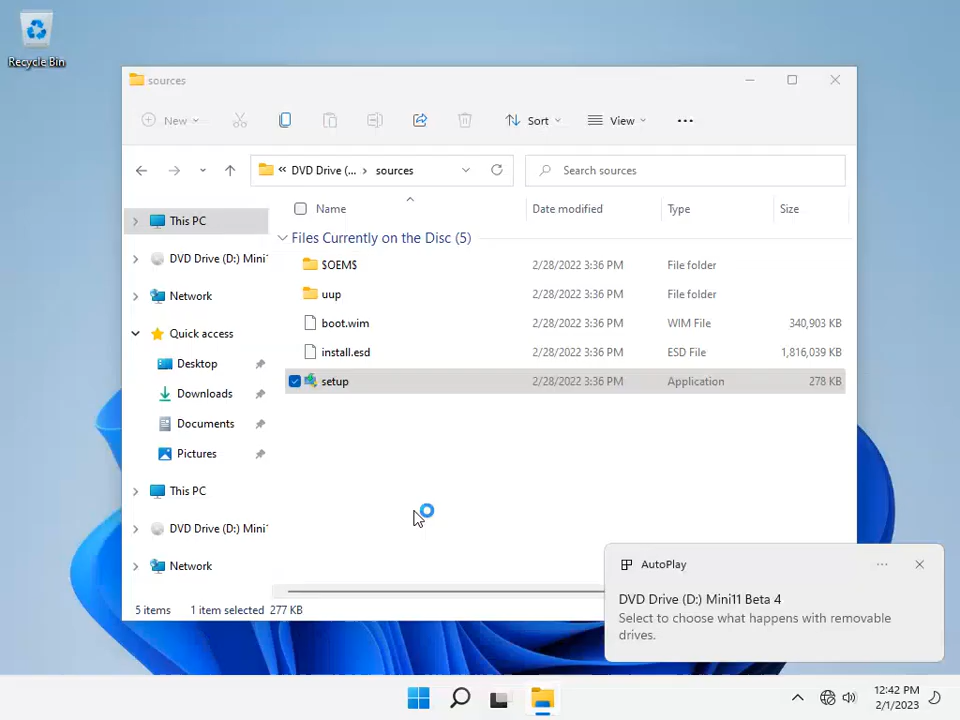 Recycle Bin
sources
New
Sort
View
DVD Drive (... › sources
Search sources
Name
Date modified
Type
Size
This PC
DVD Drive (D:) Mini
Network
Quick access
Desktop
Downloads
Documents
Pictures
This PC
DVD Drive (D:) Mini
Network
Files Currently on the Disc (5)
$OEM$ 2/28/2022 3:36 PM File folder
uup 2/28/2022 3:36 PM File folder
boot.wim 2/28/2022 3:36 PM WIM File 340,903 KB
install.esd 2/28/2022 3:36 PM ESD File 1,816,039 KB
setup 2/28/2022 3:36 PM Application 278 KB
5 items 1 item selected 277 KB
AutoPlay
DVD Drive (D:) Mini11 Beta 4
Select to choose what happens with removable
drives.
12:42 PM
2/1/2023